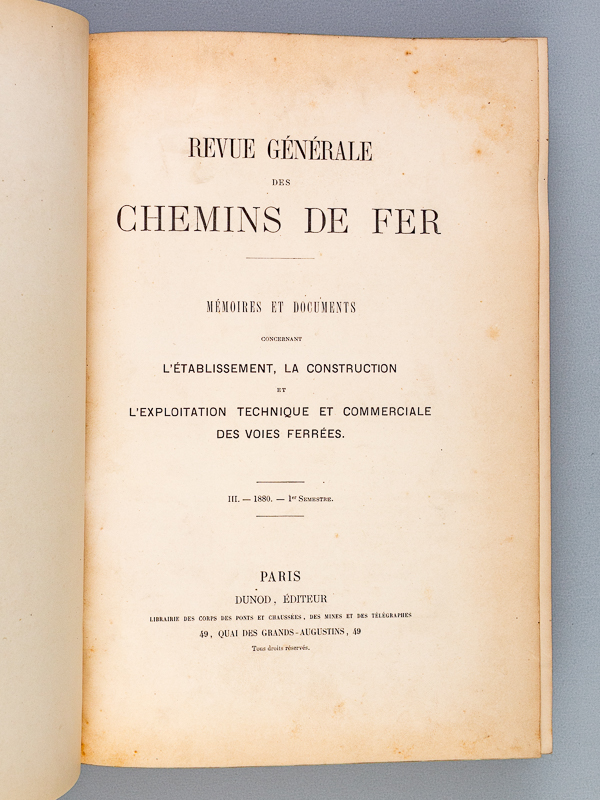 REVUE GÉNÉRALE
DES
CHEMINS DE FER
MÉMOIRES ET DOCUMENTS
CONCERNANT
L'ÉTABLISSEMENT, LA CONSTRUCTION
ET
L'EXPLOITATION TECHNIQUE ET COMMERCIALE
DES VOIES FERRÉES.
III. — 1880. — 1er SEMESTRE.
PARIS
DUNOD, ÉDITEUR
LIBRAIRIE DES CORPS DES PONTS ET CHAUSSÉES, DES MINES ET DES TÉLÉGRAPHES
49, QUAI DES GRANDS-AUGUSTINS, 49
Tous droits réservés.